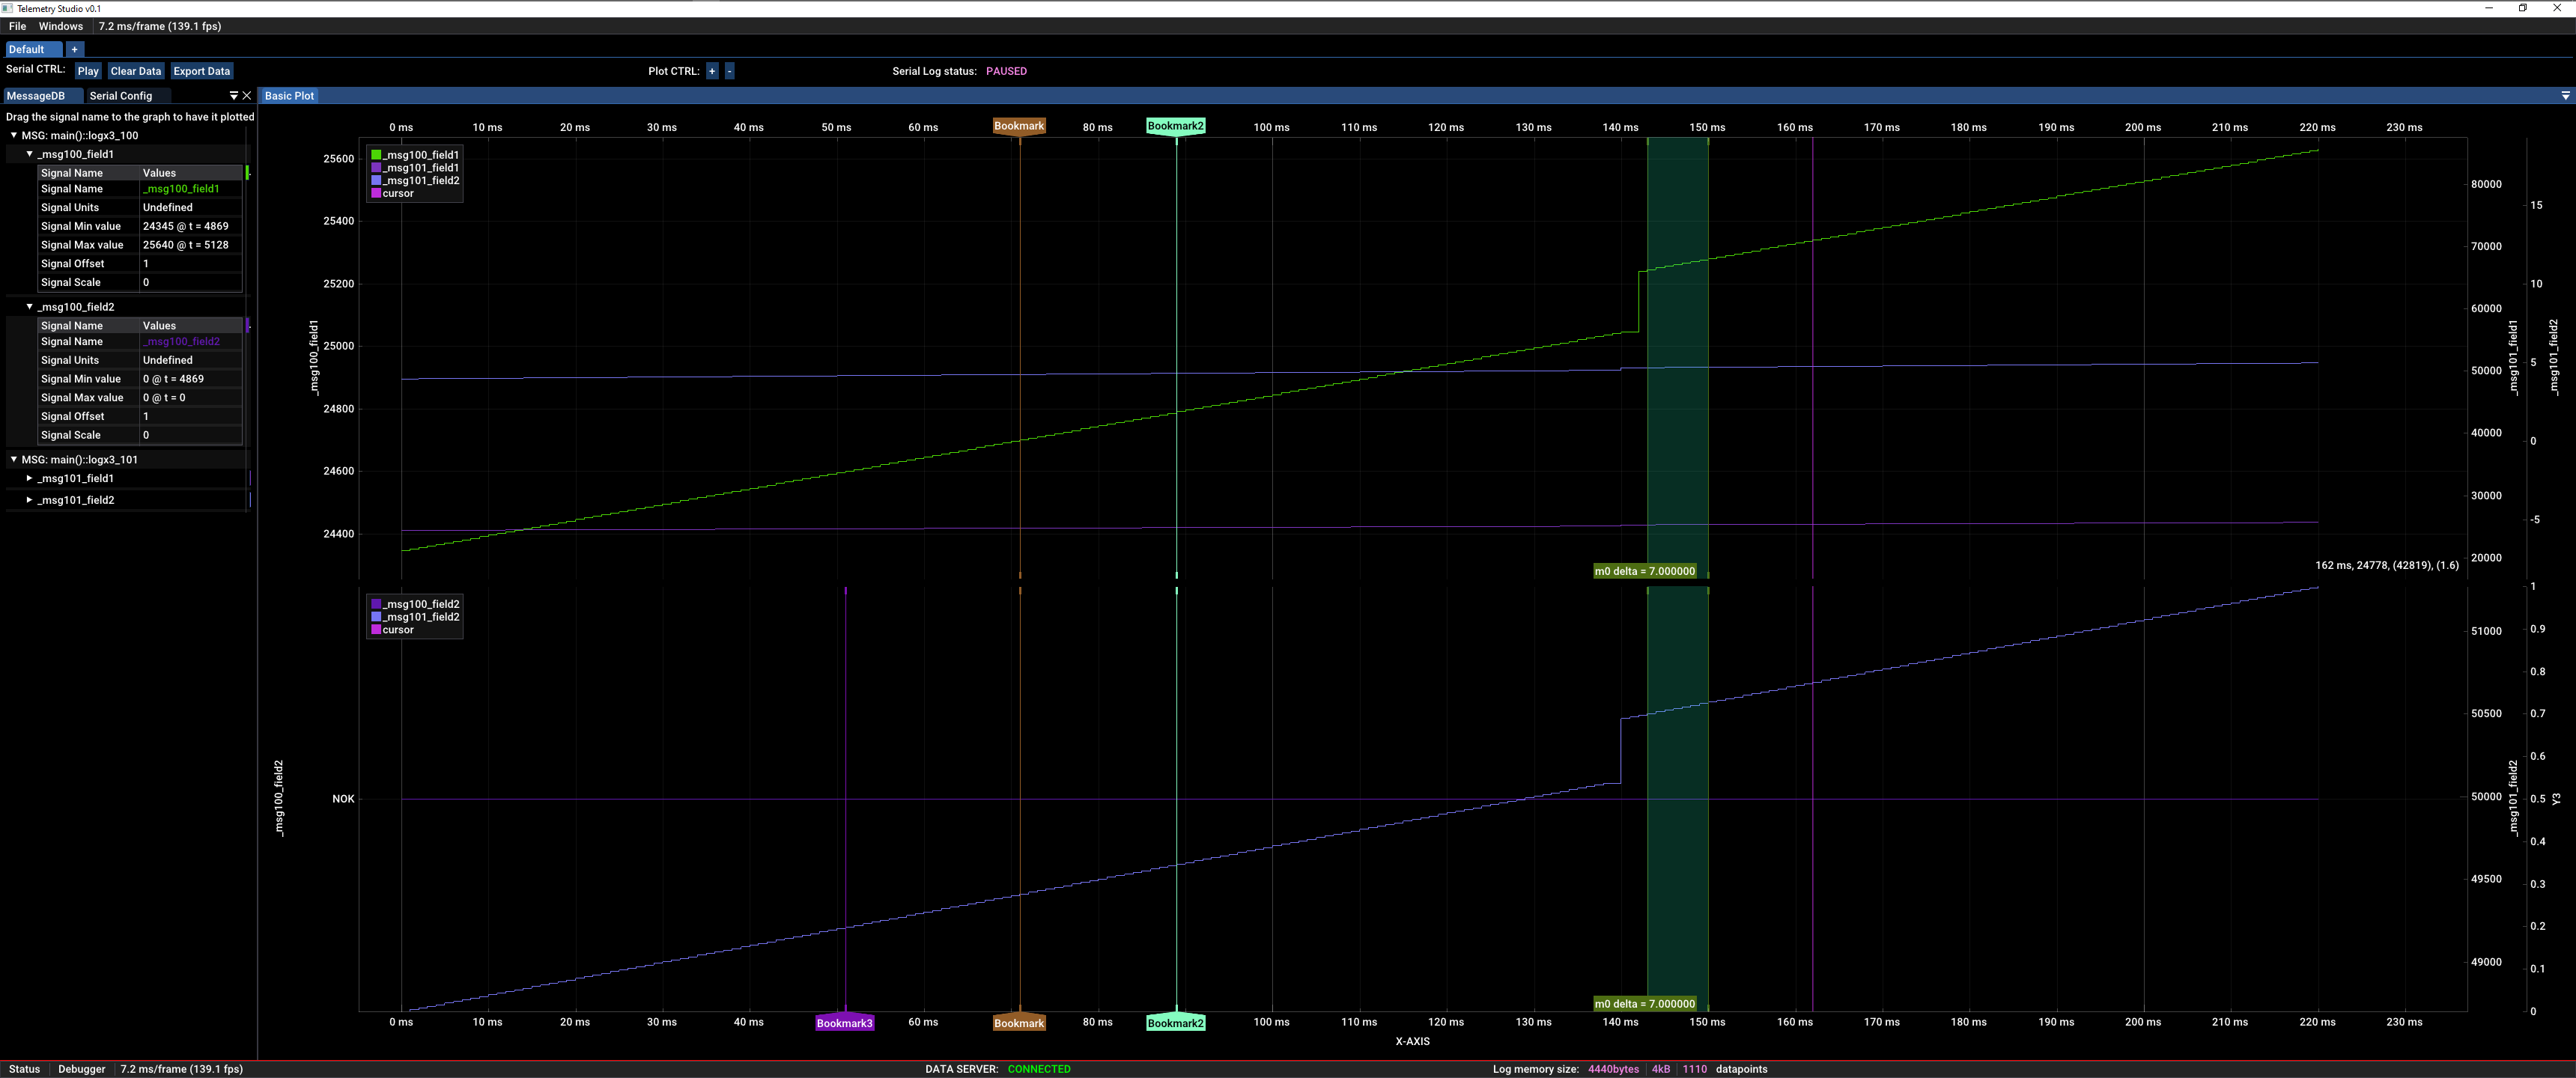 Telemetry Studio v0.1
File Windows 7.2 ms/frame (139.1 fps)
Default +
Serial CTRL: Play Clear Data Export Data Plot CTRL: + - Serial Log status: PAUSED
MessageDB Serial Config
Drag the signal name to the graph to have it plotted
MSG: main()::logx3_100
_msg100_field1
Signal Name Values
Signal Name _msg100_field1
Signal Units Undefined
Signal Min value 24345 @ t = 4869
Signal Max value 25640 @ t = 5128
Signal Offset 1
Signal Scale 0
_msg100_field2
Signal Name Values
Signal Name _msg100_field2
Signal Units Undefined
Signal Min value 0 @ t = 4869
Signal Max value 0 @ t = 0
Signal Offset 1
Signal Scale 0
MSG: main()::logx3_101
_msg101_field1
_msg101_field2
Basic Plot
0 ms 10 ms 20 ms 30 ms 40 ms 50 ms 60 ms Bookmark 80 ms Bookmark2 100 ms 110 ms 120 ms 130 ms 140 ms 150 ms 160 ms 170 ms 180 ms 190 ms 200 ms 210 ms 220 ms 230 ms
_msg100_field1
_msg101_field1
_msg101_field2
cursor
_msg100_field1
25600
25400
25200
25000
24800
24600
24400
80000
70000
60000
50000
40000
30000
20000
_msg101_field1
15
10
5
0
-5
_msg101_field2
m0 delta = 7.000000
162 ms, 24778, (42819), (1.6)
_msg100_field2
_msg101_field2
cursor
_msg100_field2
NOK
51000
50500
50000
49500
49000
_msg101_field2
1
0.9
0.8
0.7
0.6
0.5
0.4
0.3
0.2
0.1
0
Y3
m0 delta = 7.000000
0 ms 10 ms 20 ms 30 ms 40 ms Bookmark3 60 ms Bookmark 80 ms Bookmark2 100 ms 110 ms 120 ms 130 ms 140 ms 150 ms 160 ms 170 ms 180 ms 190 ms 200 ms 210 ms 220 ms 230 ms
X-AXIS
Status Debugger 7.2 ms/frame (139.1 fps) DATA SERVER: CONNECTED Log memory size: 4440bytes 4kB 1110 datapoints